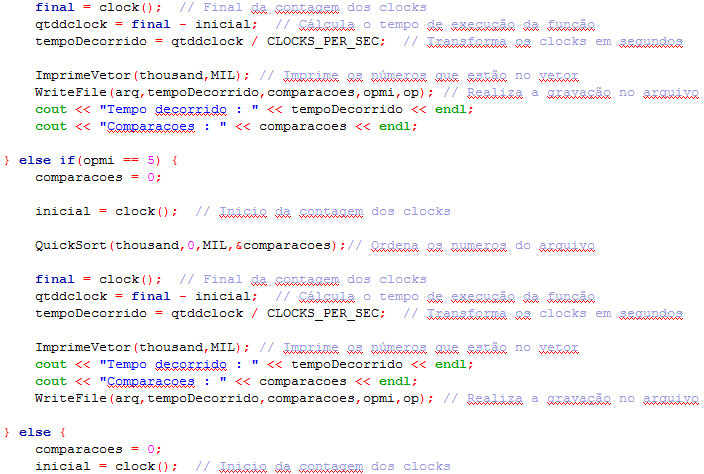 final = clock();  // Final da contagem dos clocks
qtddclock = final - inicial;  // Cálcula o tempo de execução da função
tempoDecorrido = qtddclock / CLOCKS_PER_SEC;  // Transforma os clocks em segundos
ImprimeVetor(thousand,MIL); // Imprime os números que estão no vetor
WriteFile(arq,tempoDecorrido,comparacoes,opmi,op); // Realiza a gravação no arquivo
cout << "Tempo decorrido : " << tempoDecorrido << endl;
cout << "Comparacoes : " << comparacoes << endl;
} else if(opmi == 5) {
comparacoes = 0;
inicial = clock();  // Inicio da contagem dos clocks
QuickSort(thousand,0,MIL,&comparacoes);// Ordena os numeros do arquivo
final = clock();  // Final da contagem dos clocks
qtddclock = final - inicial;  // Cálcula o tempo de execução da função
tempoDecorrido = qtddclock / CLOCKS_PER_SEC;  // Transforma os clocks em segundos
ImprimeVetor(thousand,MIL); // Imprime os números que estão no vetor
cout << "Tempo decorrido : " << tempoDecorrido << endl;
cout << "Comparacoes : " << comparacoes << endl;
WriteFile(arq,tempoDecorrido,comparacoes,opmi,op); // Realiza a gravação no arquivo
} else {
comparacoes = 0;
inicial = clock();  // Inicio da contagem dos clocks